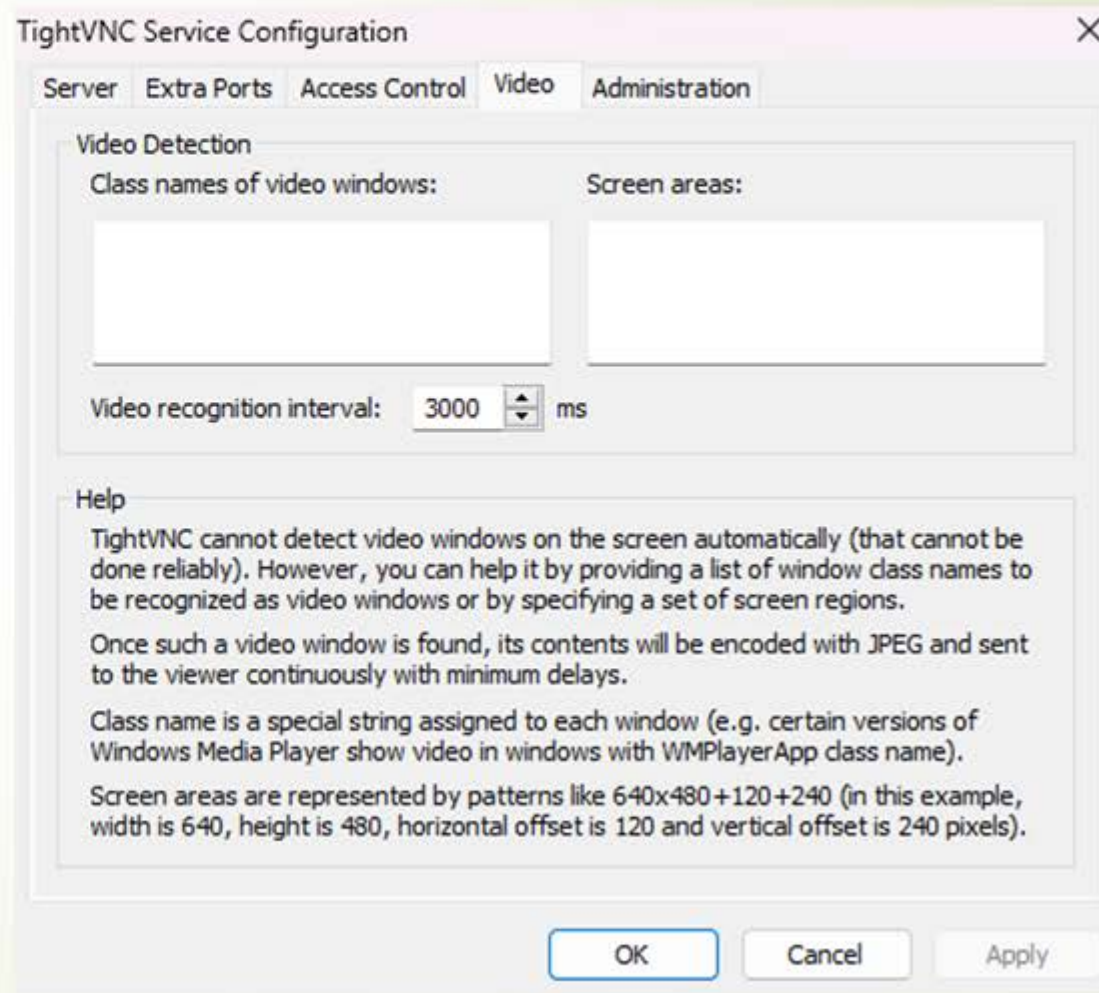 TightVNC Service Configuration
Server Extra Ports Access Control Video Administration
Video Detection
Class names of video windows: Screen areas:
Video recognition interval: 3000 ms
Help
TightVNC cannot detect video windows on the screen automatically (that cannot be
done reliably). However, you can help it by providing a list of window class names to
be recognized as video windows or by specifying a set of screen regions.
Once such a video window is found, its contents will be encoded with JPEG and sent
to the viewer continuously with minimum delays.
Class name is a special string assigned to each window (e.g. certain versions of
Windows Media Player show video in windows with WMPlayerApp class name).
Screen areas are represented by patterns like 640x480+120+240 (in this example,
width is 640, height is 480, horizontal offset is 120 and vertical offset is 240 pixels).
OK Cancel Apply